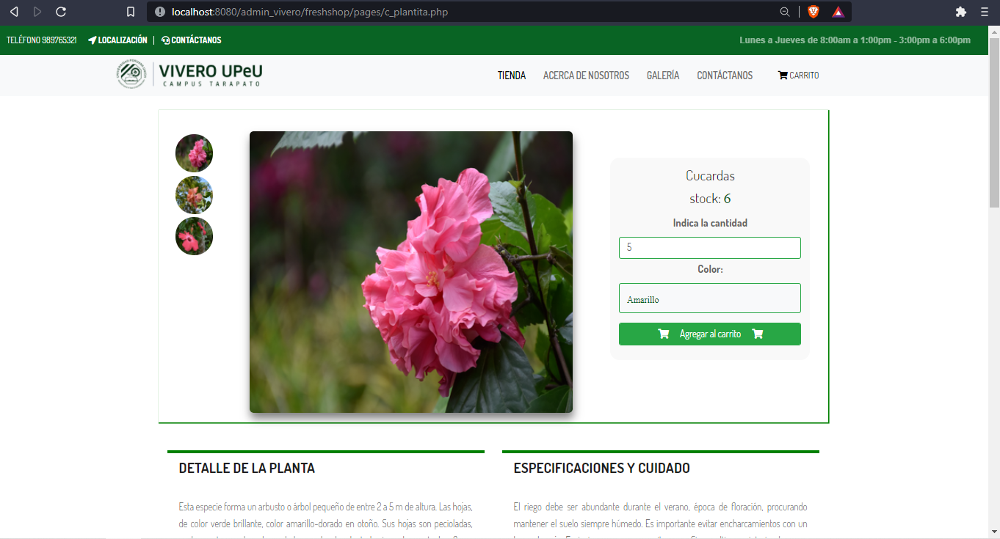 localhost:8080/admin_vivero/freshshop/pages/c_plantita.php
TELÉFONO 989765321 LOCALIZACIÓN | CONTÁCTANOS
Lunes a Jueves de 8:00am a 1:00pm - 3:00pm a 6:00pm
VIVERO UPeU
CAMPUS TARAPATO
TIENDA ACERCA DE NOSOTROS GALERÍA CONTÁCTANOS CARRITO
Cucardas
stock: 6
Indica la cantidad
5
Color:
Amarillo
Agregar al carrito
DETALLE DE LA PLANTA
Esta especie forma un arbusto o árbol pequeño de entre 2 a 5 m de altura. Las hojas,
de color verde brillante, color amarillo-dorado en otoño. Sus hojas son pecioladas,
ESPECIFICACIONES Y CUIDADO
El riego debe ser abundante durante el verano, época de floración, procurando
mantener el suelo siempre húmedo. Es importante evitar encharcamientos con un